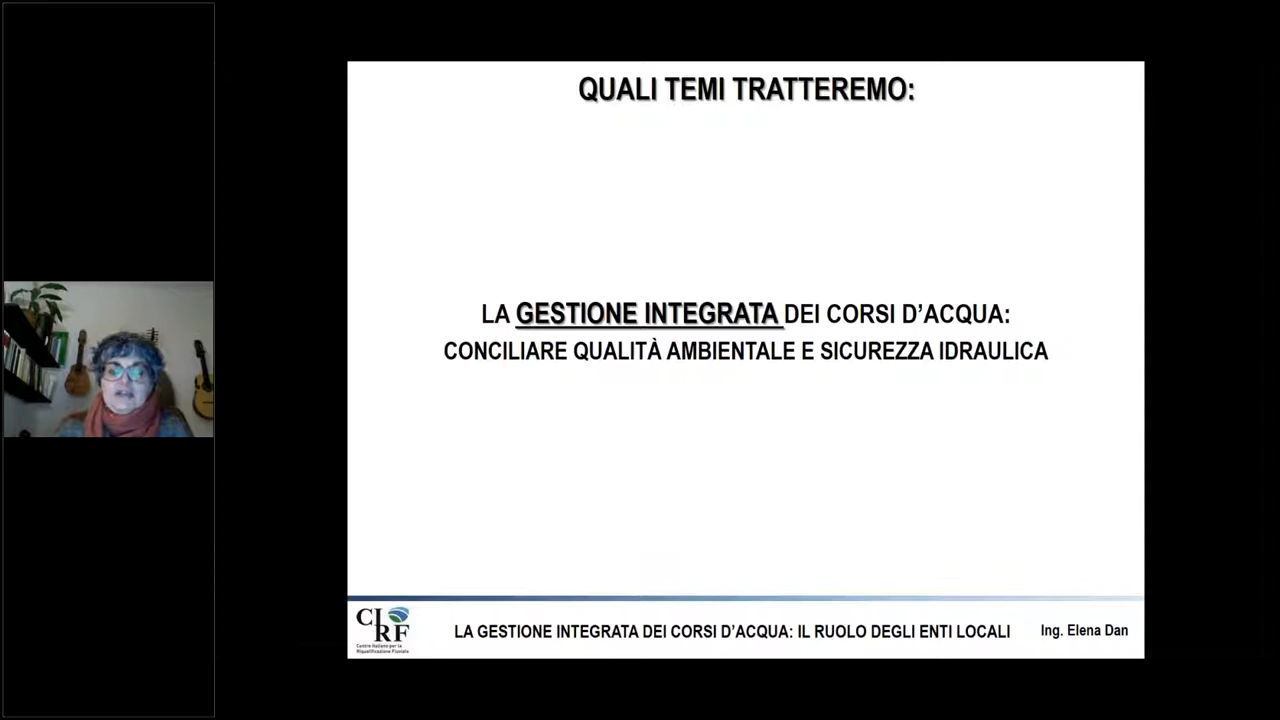 QUALI TEMI TRATTEREMO:
LA GESTIONE INTEGRATA DEI CORSI D’ACQUA:
CONCILIARE QUALITÀ AMBIENTALE E SICUREZZA IDRAULICA
CIRF
Centro Italiano per la
Riqualificazione Fluviale
LA GESTIONE INTEGRATA DEI CORSI D’ACQUA: IL RUOLO DEGLI ENTI LOCALI
Ing. Elena Dan